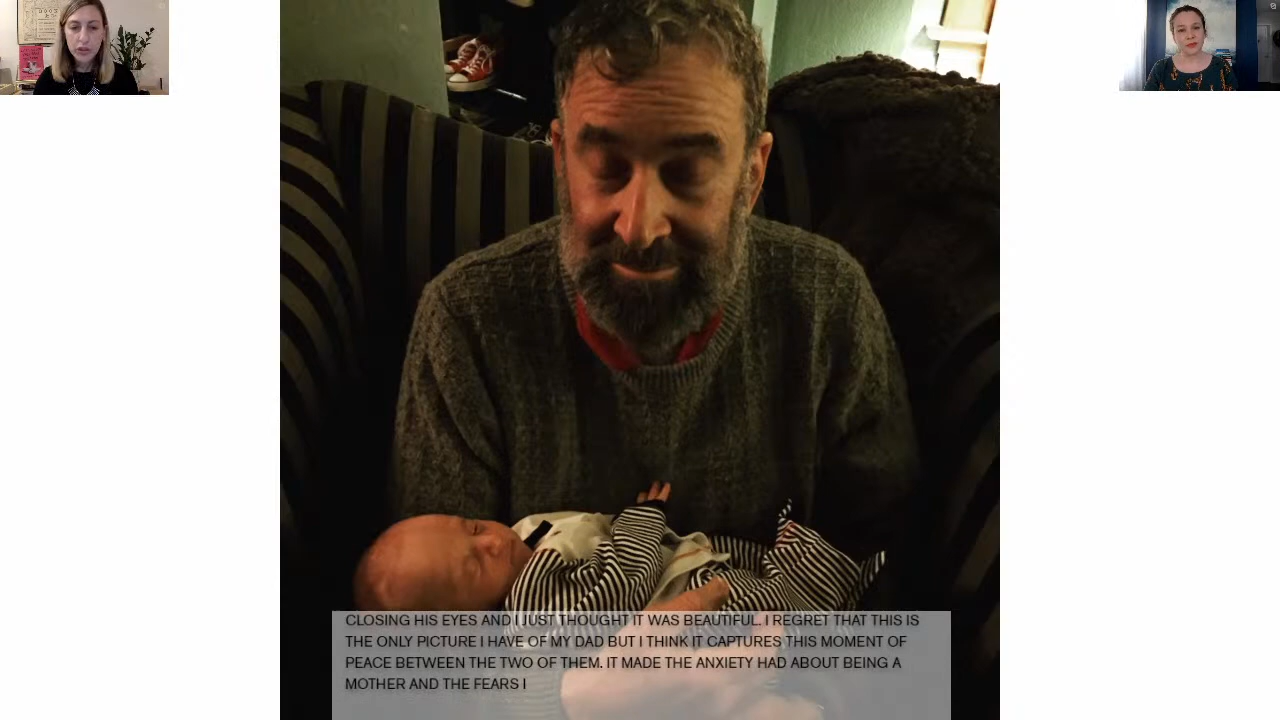 CLOSING HIS EYES AND I JUST THOUGHT IT WAS BEAUTIFUL. I REGRET THAT THIS IS
THE ONLY PICTURE I HAVE OF MY DAD BUT I THINK IT CAPTURES THIS MOMENT OF
PEACE BETWEEN THE TWO OF THEM. IT MADE THE ANXIETY HAD ABOUT BEING A
MOTHER AND THE FEARS I